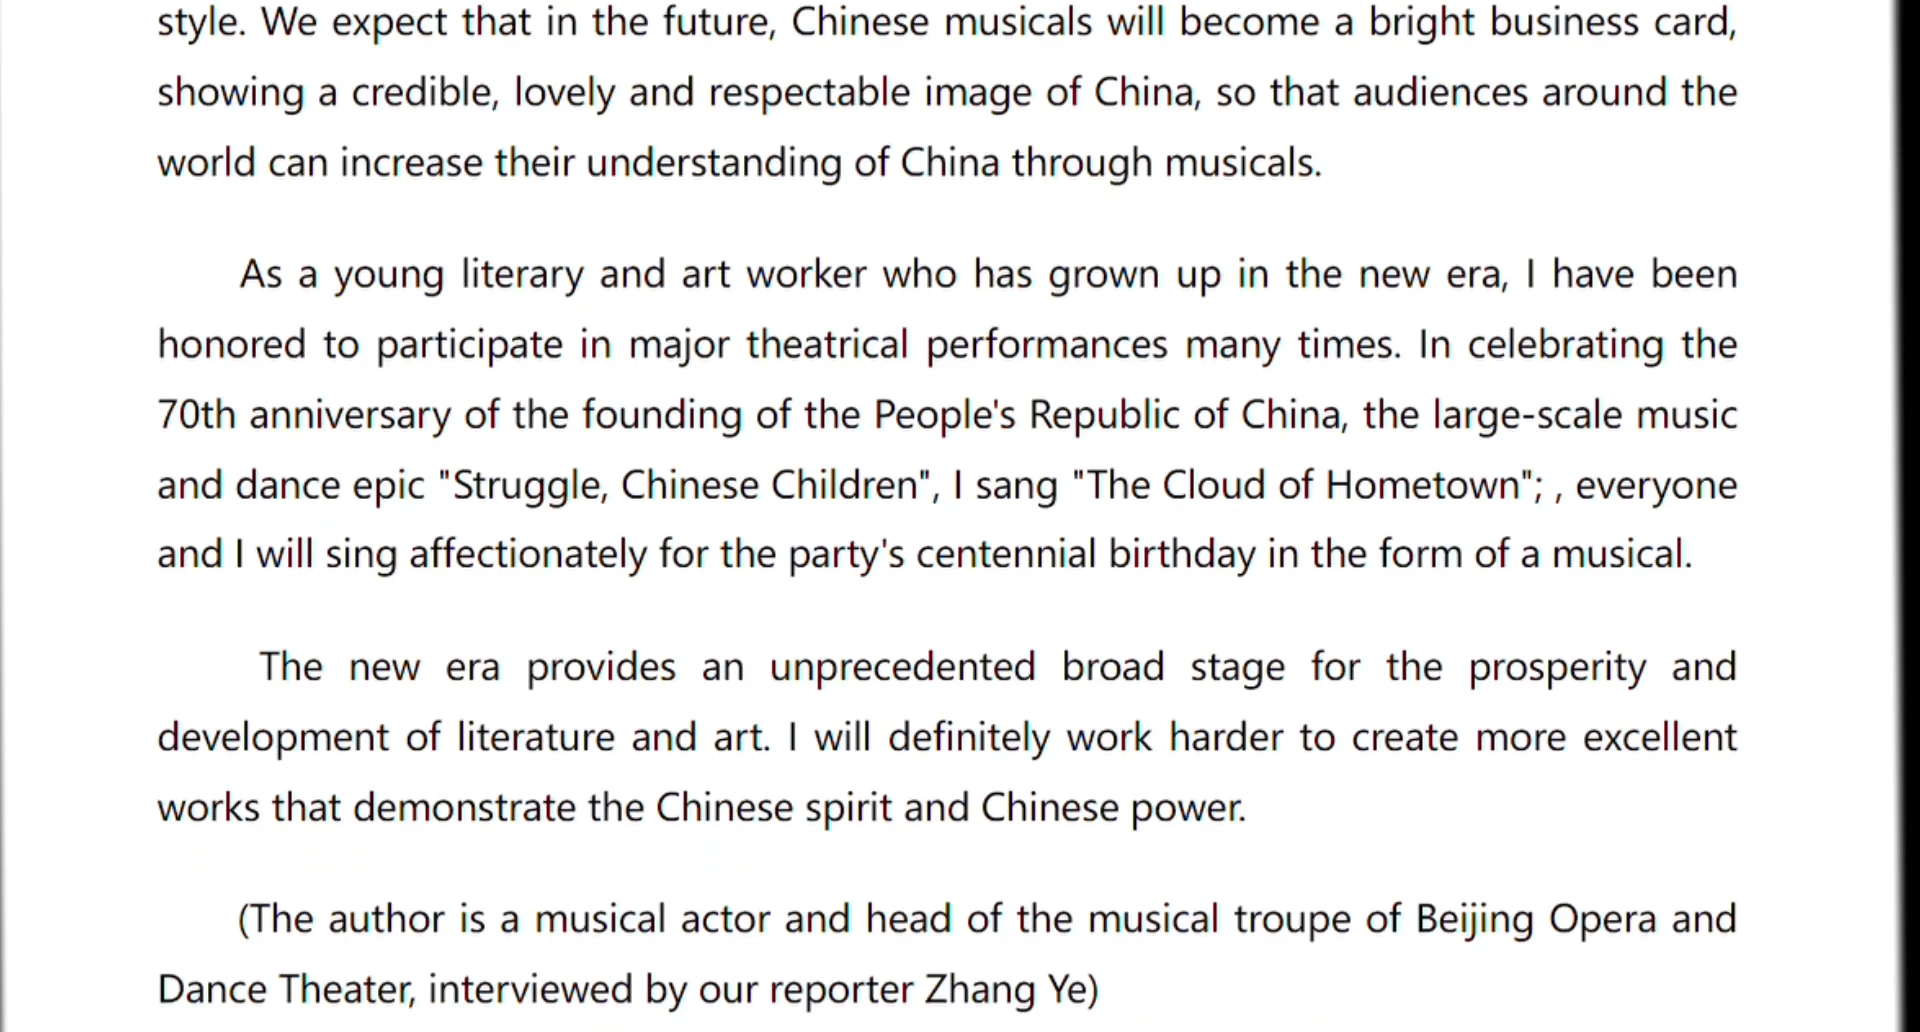 style. We expect that in the future, Chinese musicals will become a bright business card,
showing a credible, lovely and respectable image of China, so that audiences around the
world can increase their understanding of China through musicals.
As a young literary and art worker who has grown up in the new era, I have been
honored to participate in major theatrical performances many times. In celebrating the
70th anniversary of the founding of the People's Republic of China, the large-scale music
and dance epic "Struggle, Chinese Children", I sang "The Cloud of Hometown"; , everyone
and I will sing affectionately for the party's centennial birthday in the form of a musical.
The new era provides an unprecedented broad stage for the prosperity and
development of literature and art. I will definitely work harder to create more excellent
works that demonstrate the Chinese spirit and Chinese power.
(The author is a musical actor and head of the musical troupe of Beijing Opera and
Dance Theater, interviewed by our reporter Zhang Ye)